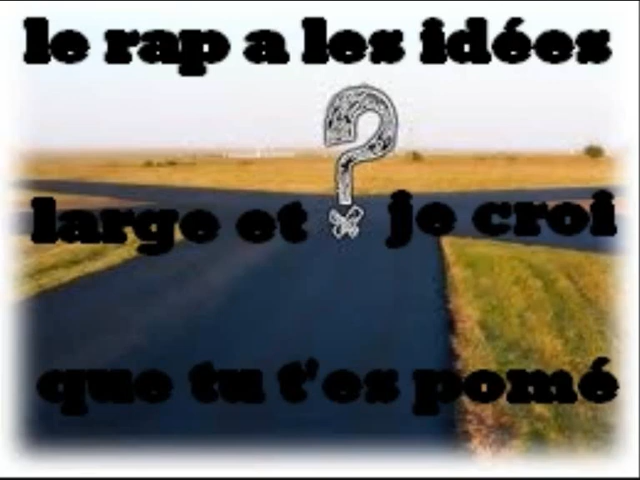 le rap a les idées
?
large et je croi
que tu t'es pomé